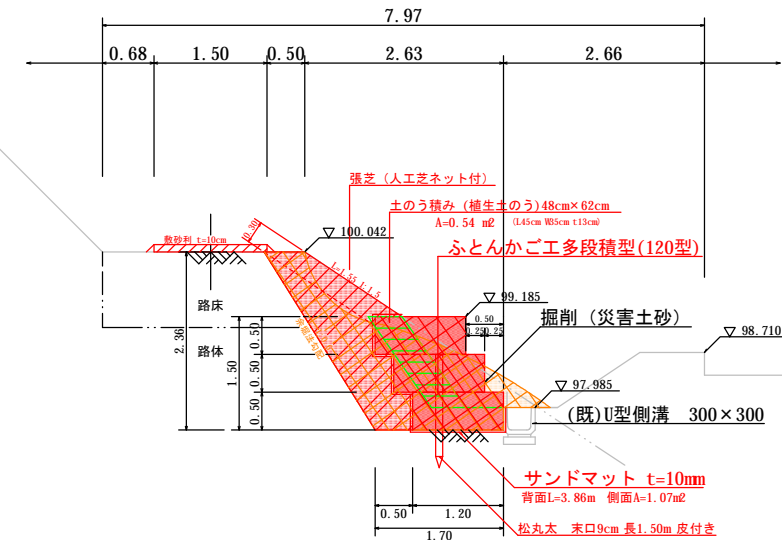 7.97
0.68 1.50 0.50 2.63 2.66
張芝（人工芝ネット付）
土のう積み（植生土のう）48cm×62cm
A=0.54 m2 (L45cm W35cm t13cm)
0.30
敷砂利 t=10cm
▽ 100.042
ふとんかご工多段積型(120型)
L=1.55 1:1.5
▽ 99.185
路床
0.50
掘削（災害土砂）
0.25 0.25
▽ 98.710
2.36
路体
1.50
0.50
0.50
0.50
▽ 97.985
(既)U型側溝 300×300
サンドマット t=10mm
背面L=3.86m 側面A=1.07m2
0.50 1.20
松丸太 末口9cm 長1.50m 皮付き
1.70